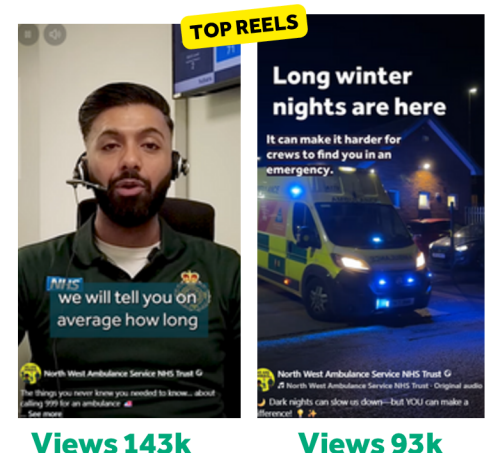 TOP REELS
71
Long winter
nights are here
It can make it harder for
crews to find you in an
emergency.
NHS
we will tell you on
average how long
North West Ambulance Service NHS Trust
The things you never knew you needed to know... about
calling 999 for an ambulance
... See more
North West Ambulance Service NHS Trust
North West Ambulance Service NHS Trust · Original audio
Dark nights can slow us down—but YOU can make a
difference!
Views 143k
Views 93k